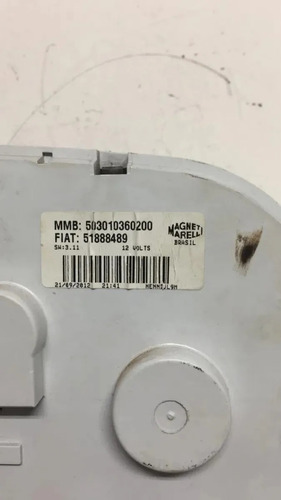 MMB: 503010360200
FIAT: 51888489
SW:3.11 12 VOLTS
MAGNETI
MARELLI
BRASIL
21/09/2012 21:41